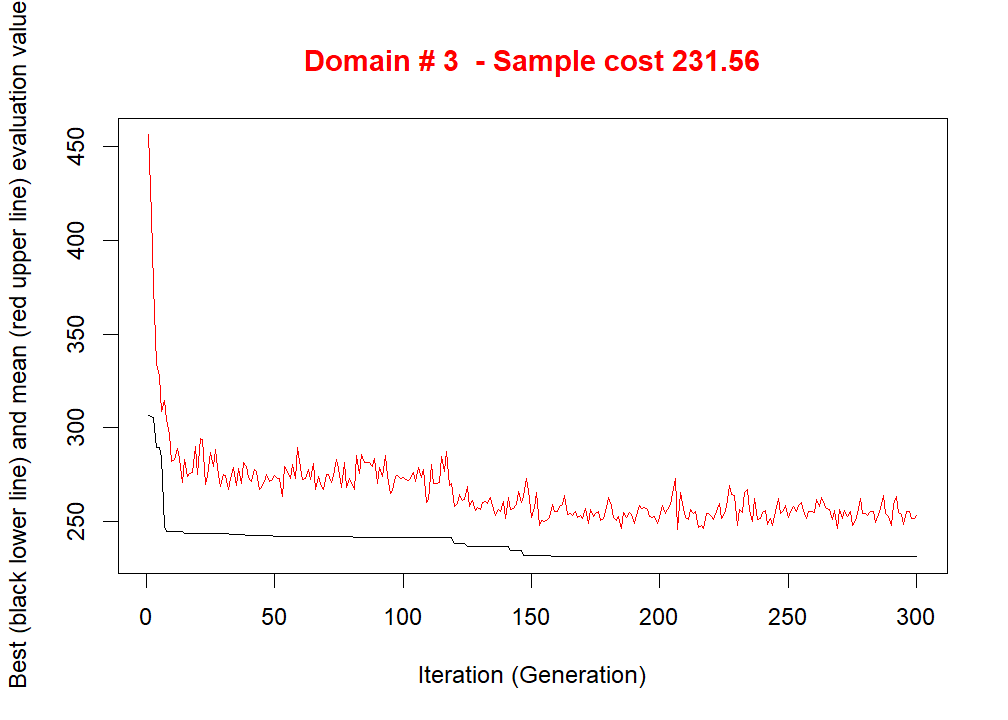 Domain # 3  - Sample cost 231.56
Best (black lower line) and mean (red upper line) evaluation value
450
400
350
300
250
0 50 100 150 200 250 300
Iteration (Generation)